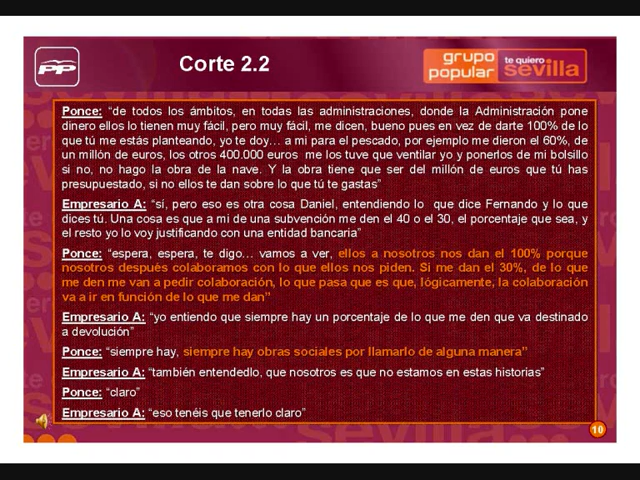 PP
Corte 2.2
grupo
popular
te quiero
sevilla
Ponce: “de todos los ámbitos, en todas las administraciones, donde la Administración pone
dinero ellos lo tienen muy fácil, pero muy fácil, me dicen, bueno pues en vez de darte 100% de lo
que tú me estás planteando, yo te doy… a mi para el pescado, por ejemplo me dieron el 60%, de
un millón de euros, los otros 400.000 euros me los tuve que ventilar yo y ponerlos de mi bolsillo
si no, no hago la obra de la nave. Y la obra tiene que ser del millón de euros que tú has
presupuestado, si no ellos te dan sobre lo que tú te gastas”
Empresario A: “sí, pero eso es otra cosa Daniel, entendiendo lo que dice Fernando y lo que
dices tú. Una cosa es que a mi de una subvención me den el 40 o el 30, el porcentaje que sea, y
el resto yo lo voy justificando con una entidad bancaria”
Ponce: “espera, espera, te digo… vamos a ver, ellos a nosotros nos dan el 100% porque
nosotros después colaboramos con lo que ellos nos piden. Si me dan el 30%, de lo que
me den me van a pedir colaboración, lo que pasa que es que, lógicamente, la colaboración
va a ir en función de lo que me dan”
Empresario A: “yo entiendo que siempre hay un porcentaje de lo que me den que va destinado
a devolución”
Ponce: “siempre hay, siempre hay obras sociales por llamarlo de alguna manera”
Empresario A: “también entendedlo, que nosotros es que no estamos en estas historias”
Ponce: “claro”
Empresario A: “eso tenéis que tenerlo claro”
10